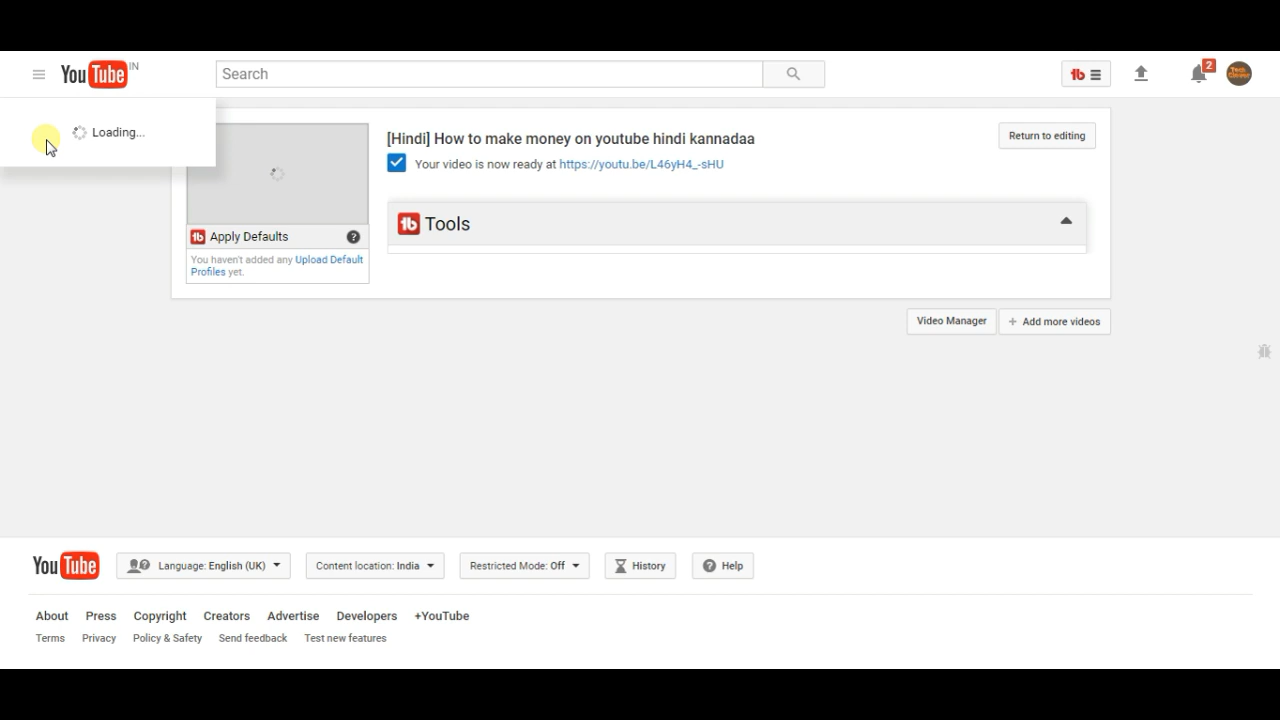 YouTube IN
Search
2
Loading...
[Hindi] How to make money on youtube hindi kannadaa
Return to editing
Your video is now ready at https://youtu.be/L46yH4_-sHU
Tools
Apply Defaults
You haven't added any Upload Default
Profiles yet.
Video Manager
+ Add more videos
YouTube
Language: English (UK)
Content location: India
Restricted Mode: Off
History
Help
About Press Copyright Creators Advertise Developers +YouTube
Terms Privacy Policy & Safety Send feedback Test new features